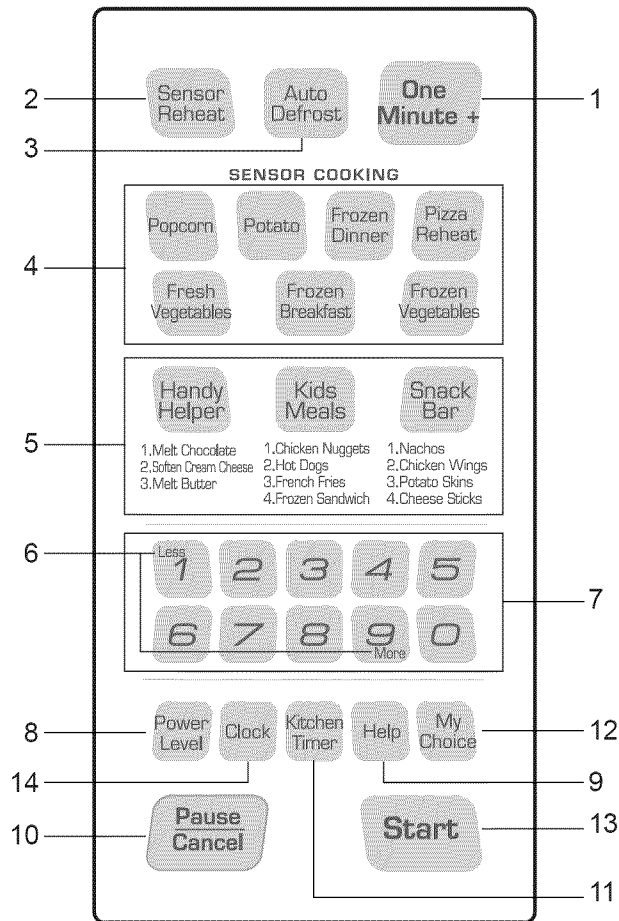 Sensor Reheat
Auto Defrost
One Minute +
1
2
3
SENSOR COOKING
Popcorn
Potato
Frozen Dinner
Pizza Reheat
4
Fresh Vegetables
Frozen Breakfast
Frozen Vegetables
Handy Helper
Kids Meals
Snack Bar
5
1.Melt Chocolate
2.Soften Cream Cheese
3.Melt Butter
1.Chicken Nuggets
2.Hot Dogs
3.French Fries
4.Frozen Sandwich
1.Nachos
2.Chicken Wings
3.Potato Skins
4.Cheese Sticks
6
Less
1 2 3 4 5
7
6 7 8 9 0
More
8
Power Level
Clock
Kitchen Timer
Help
My Choice
12
14
9
10
Pause
Cancel
Start
13
11